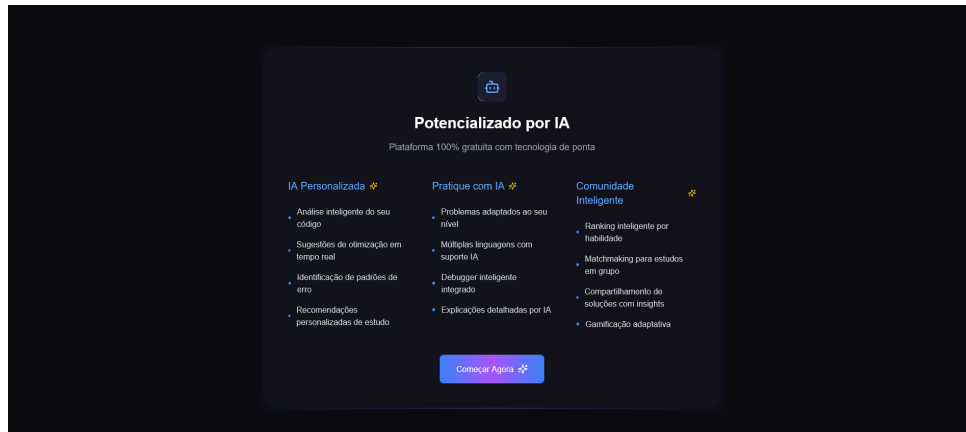 Potencializado por IA
Plataforma 100% gratuita com tecnologia de ponta
IA Personalizada
Análise inteligente do seu
código
Sugestões de otimização em
tempo real
Identificação de padrões de
erro
Recomendações
personalizadas de estudo
Pratique com IA
Problemas adaptados ao seu
nível
Múltiplas linguagens com
suporte IA
Debugger inteligente
integrado
Explicações detalhadas por IA
Comunidade
Inteligente
Ranking inteligente por
habilidade
Matchmaking para estudos
em grupo
Compartilhamento de
soluções com insights
Gamificação adaptativa
Começar Agora